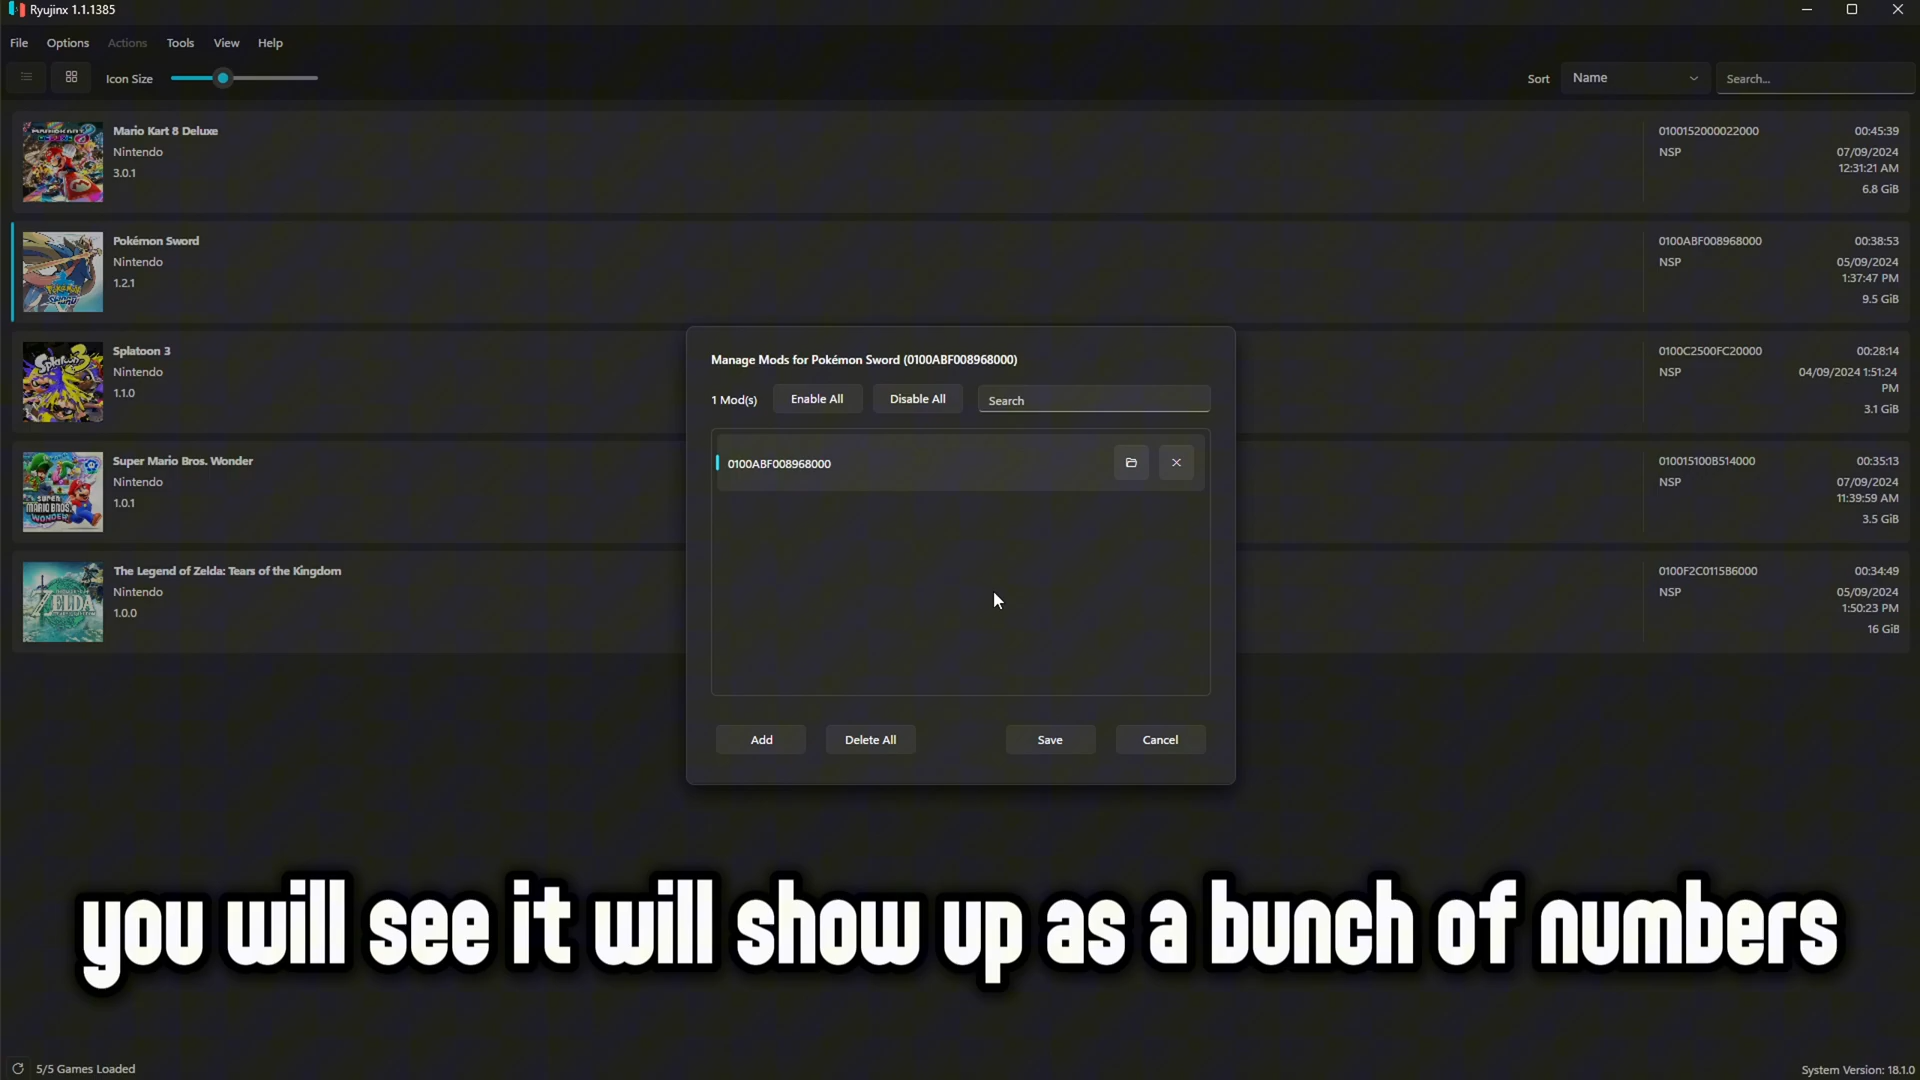 Ryujinx 1.1.1385
File Options Actions Tools View Help
Icon Size
Sort Name Search...
Mario Kart 8 Deluxe
Nintendo
3.0.1
0100152000022000
NSP
00:45:39
07/09/2024
12:31:21 AM
6.8 GiB
Pokémon Sword
Nintendo
1.2.1
0100ABF008968000
NSP
00:38:53
05/09/2024
1:37:47 PM
9.5 GiB
Splatoon 3
Nintendo
1.1.0
0100C2500FC20000
NSP
00:28:14
04/09/2024 1:51:24
PM
3.1 GiB
Super Mario Bros. Wonder
Nintendo
1.0.1
010015100B514000
NSP
00:35:13
07/09/2024
11:39:59 AM
3.5 GiB
The Legend of Zelda: Tears of the Kingdom
Nintendo
1.0.0
0100F2C0115B6000
NSP
00:34:49
05/09/2024
1:50:23 PM
16 GiB
Manage Mods for Pokémon Sword (0100ABF008968000)
1 Mod(s) Enable All Disable All Search
0100ABF008968000
Add Delete All Save Cancel
you will see it will show up as a bunch of numbers
5/5 Games Loaded
System Version: 18.1.0